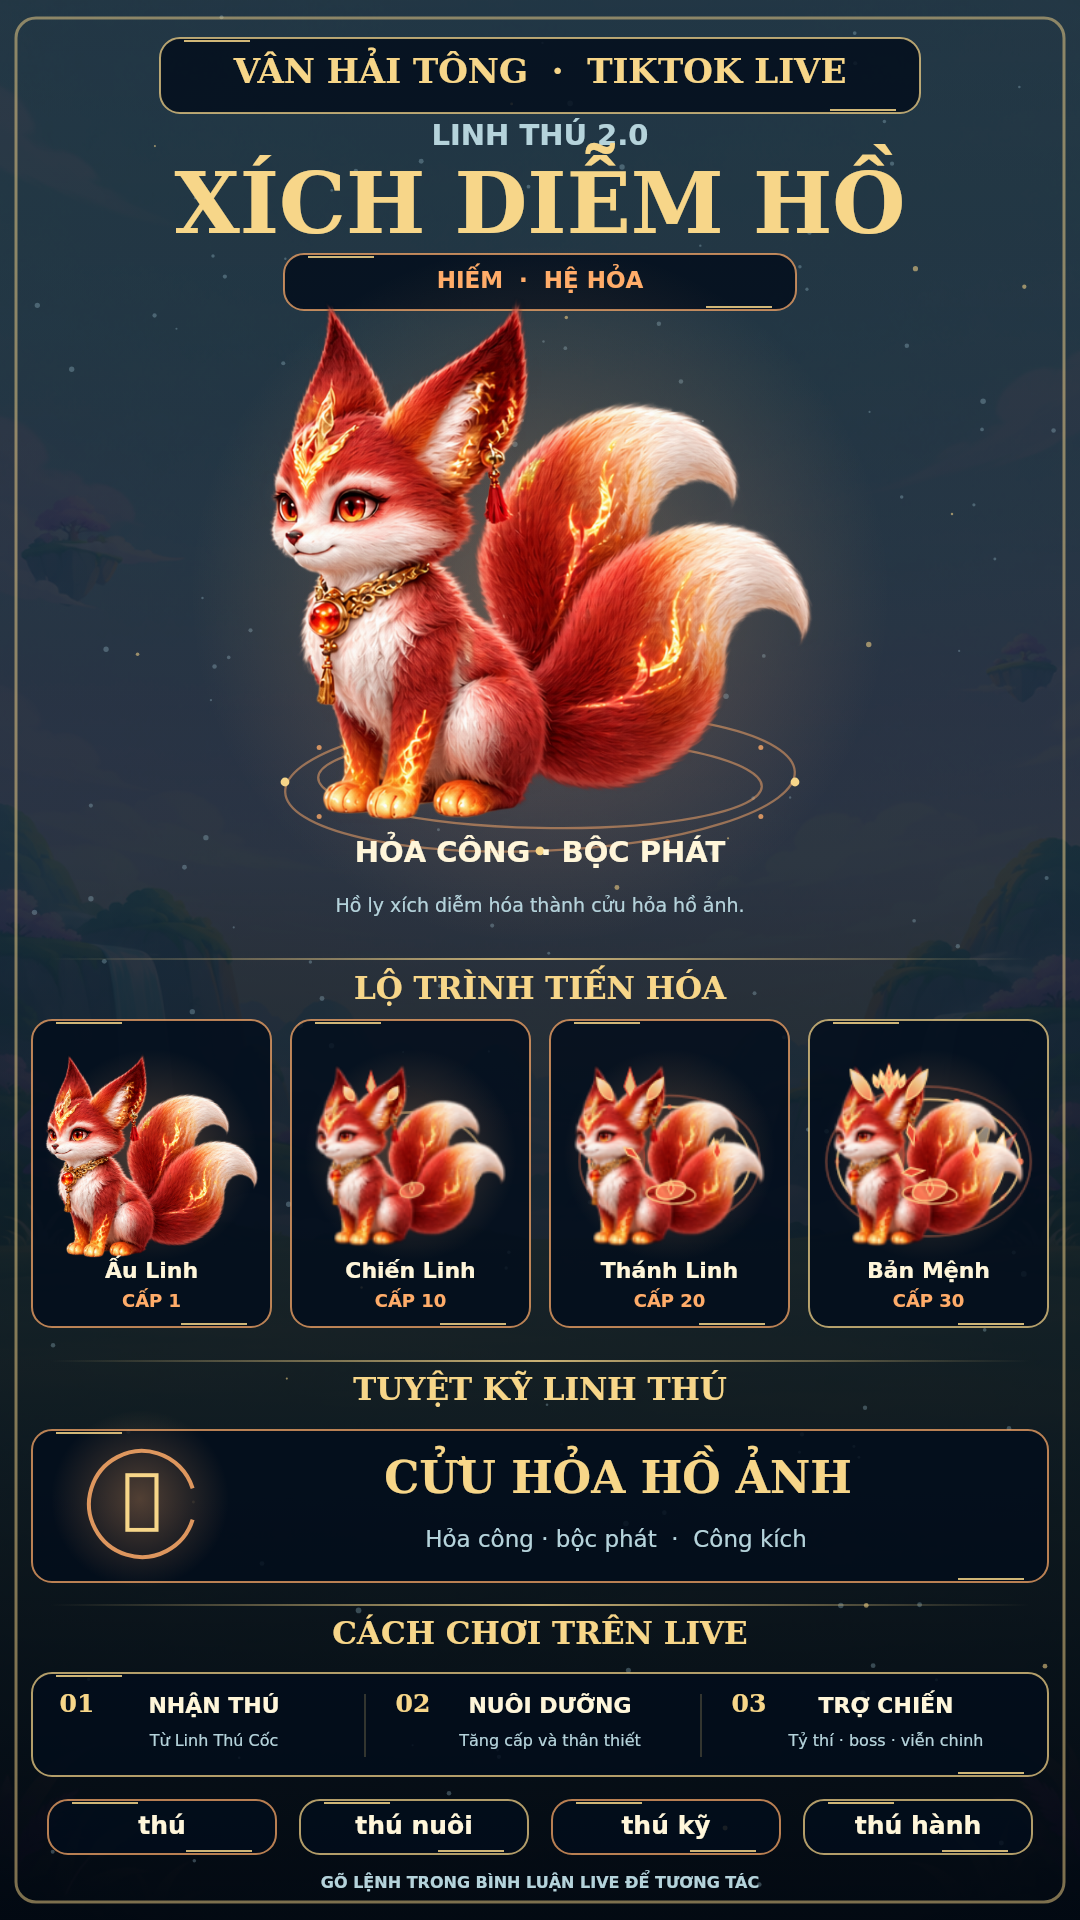 VÂN HẢI TÔNG · TIKTOK LIVE
LINH THÚ 2.0
XÍCH DIỄM HỒ
HIẾM · HỆ HỎA
HỎA CÔNG · BỘC PHÁT
Hồ ly xích diễm hóa thành cửu hỏa hồ ảnh.
LỘ TRÌNH TIẾN HÓA
Ấu Linh
CẤP 1
Chiến Linh
CẤP 10
Thánh Linh
CẤP 20
Bản Mệnh
CẤP 30
TUYỆT KỸ LINH THÚ
CỬU HỎA HỒ ẢNH
Hỏa công · bộc phát · Công kích
CÁCH CHƠI TRÊN LIVE
01 NHẬN THÚ
Từ Linh Thú Cốc
02 NUÔI DƯỠNG
Tăng cấp và thân thiết
03 TRỢ CHIẾN
Tỷ thí · boss · viễn chinh
thú
thú nuôi
thú kỹ
thú hành
GÕ LỆNH TRONG BÌNH LUẬN LIVE ĐỂ TƯƠNG TÁC